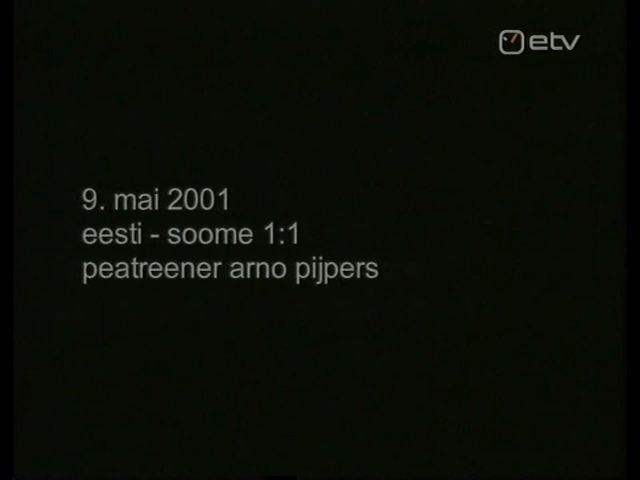 etv
9. mai 2001
eesti - soome 1:1
peatreener arno pijpers